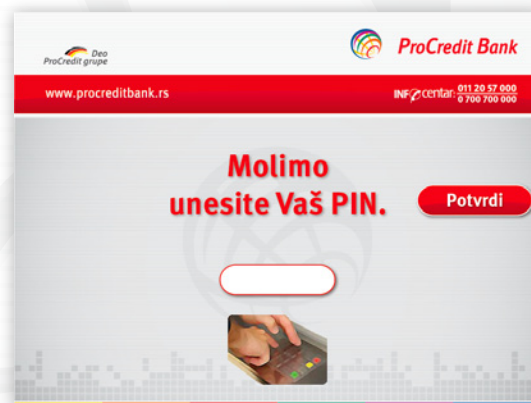 Deo
ProCredit grupe
ProCredit Bank
www.procreditbank.rs
INF centar: 011 20 57 000
0 700 700 000
Molimo
unesite Vaš PIN.
Potvrdi